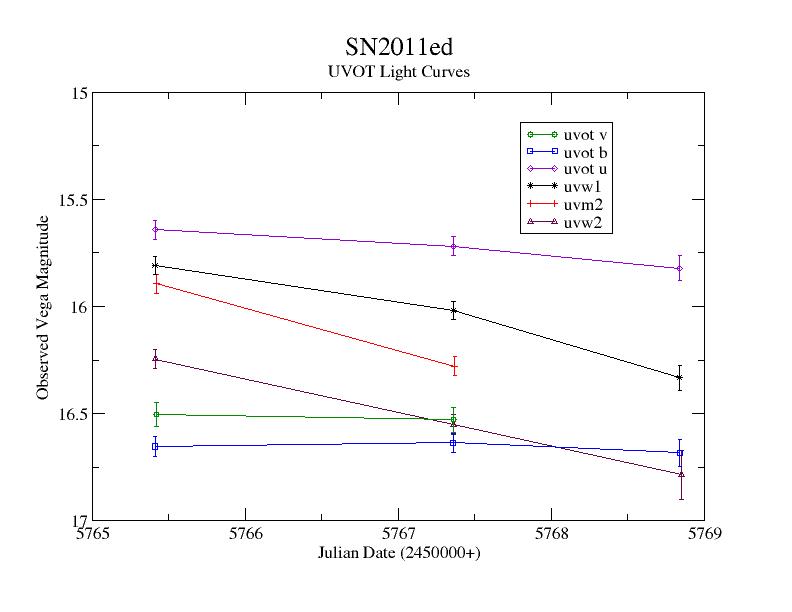 SN2011ed
UVOT Light Curves
uvot v
uvot b
uvot u
uvw1
uvm2
uvw2
Observed Vega Magnitude
15
15.5
16
16.5
17
5765
5766
5767
5768
5769
Julian Date (2450000+)